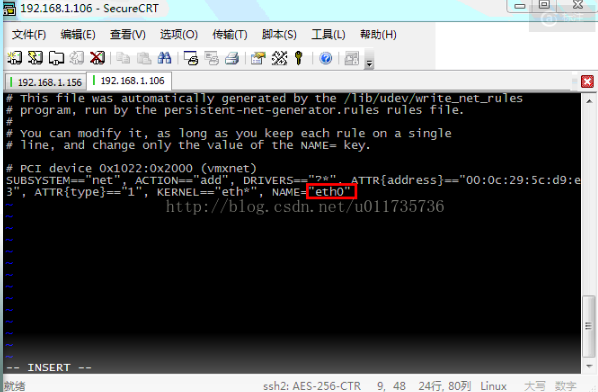 192.168.1.106 - SecureCRT
文件(F) 编辑(E) 查看(V) 选项(O) 传输(T) 脚本(S) 工具(L) 帮助(H)
192.168.1.156 192.168.1.106
# This file was automatically generated by the /lib/udev/write_net_rules
# program, run by the persistent-net-generator.rules rules file.
#
# You can modify it, as long as you keep each rule on a single
# line, and change only the value of the NAME= key.
# PCI device 0x1022:0x2000 (vmxnet)
SUBSYSTEM=="net", ACTION=="add", DRIVERS=="?*", ATTR{address}=="00:0c:29:5c:d9:e
3", ATTR{type}=="1", KERNEL=="eth*", NAME="eth0"
http://blog.csdn.net/u011735736
~
~
~
~
~
~
~
~
~
~
~
~
-- INSERT --
就绪 ssh2: AES-256-CTR 9, 48 24行, 80列 Linux 大写 数字